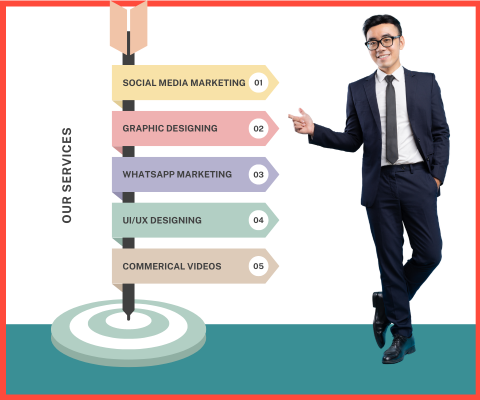 OUR SERVICES
SOCIAL MEDIA MARKETING 01
GRAPHIC DESIGNING 02
WHATSAPP MARKETING 03
UI/UX DESIGNING 04
COMMERICAL VIDEOS 05